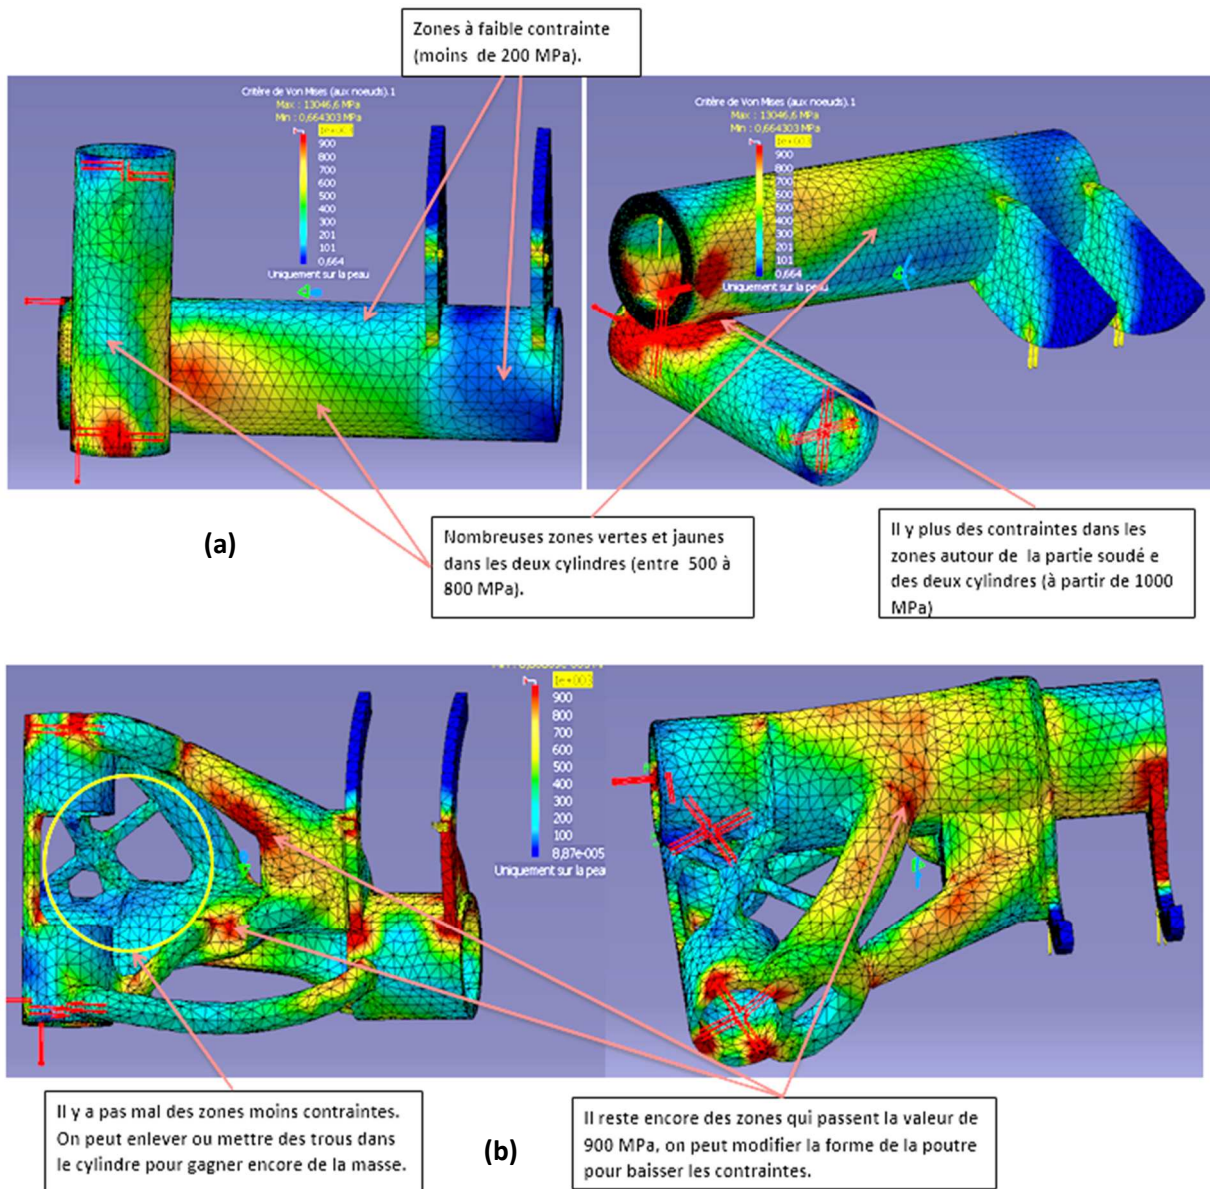 Zones à faible contrainte
(moins de 200 MPa).
Critère de Von Mises (aux noeuds).1
Max : 13046,6 MPa
Min : 0,664303 MPa
1e+003
900
800
700
600
500
400
300
200
101
0,664
Uniquement sur la peau
Critère de Von Mises (aux noeuds).1
Max : 13046,6 MPa
Min : 0,664303 MPa
1e+003
900
800
700
600
500
400
300
200
101
0,664
Uniquement sur la peau
(a)
Nombreuses zones vertes et jaunes
dans les deux cylindres (entre 500 à
800 MPa).
Il y plus des contraintes dans les
zones autour de la partie soudé e
des deux cylindres (à partir de 1000
MPa)
1e+003
900
800
700
600
500
400
300
200
100
8,87e-005
Uniquement sur la peau
Il y a pas mal des zones moins contraintes.
On peut enlever ou mettre des trous dans
le cylindre pour gagner encore de la masse.
(b)
Il reste encore des zones qui passent la valeur de
900 MPa, on peut modifier la forme de la poutre
pour baisser les contraintes.